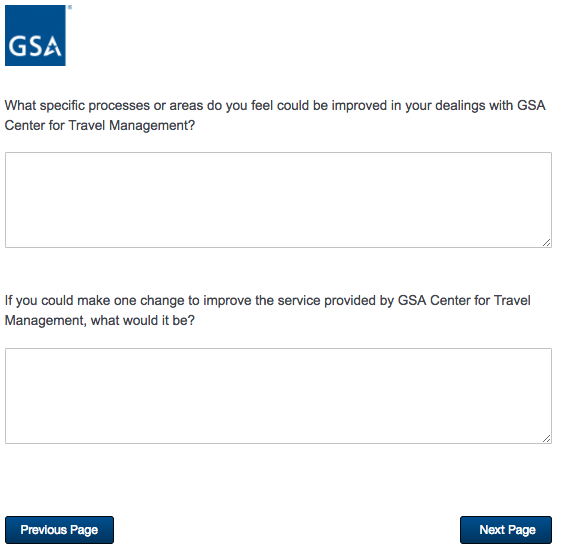 GSA
What specific processes or areas do you feel could be improved in your dealings with GSA
Center for Travel Management?
If you could make one change to improve the service provided by GSA Center for Travel
Management, what would it be?
Previous Page
Next Page